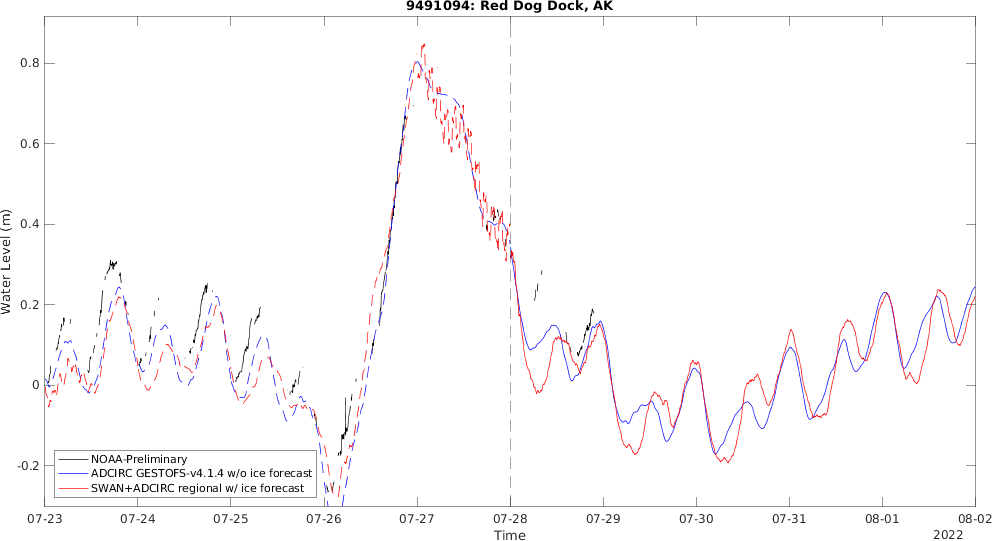 9491094: Red Dog Dock, AK
Water Level (m)
0.8
0.6
0.4
0.2
0
-0.2
NOAA-Preliminary
ADCIRC GESTOFS-v4.1.4 w/o ice forecast
SWAN+ADCIRC regional w/ ice forecast
07-23 07-24 07-25 07-26 07-27 07-28 07-29 07-30 07-31 08-01 08-02
Time
2022